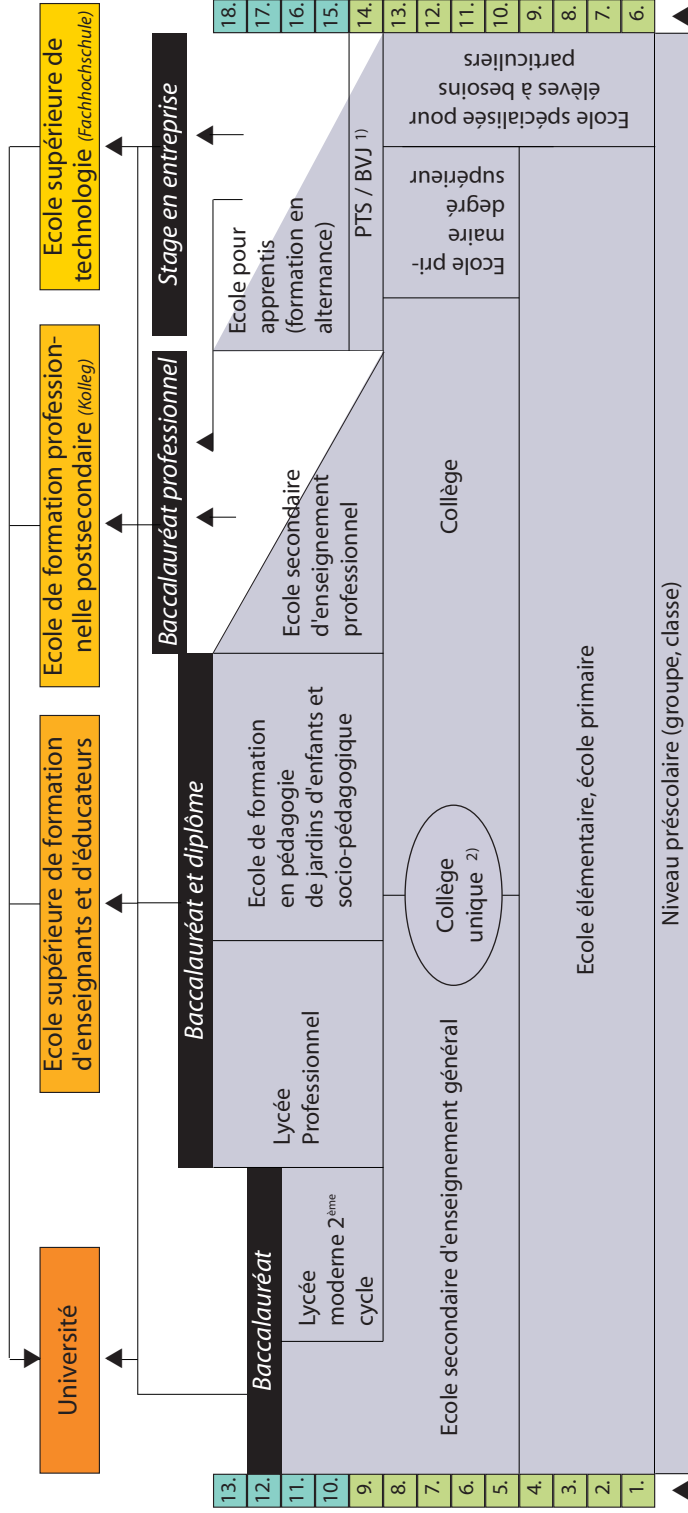 Université
Ecole supérieure de formation
d'enseignants et d'éducateurs
Ecole de formation profession-
nelle postsecondaire (Kolleg)
Ecole supérieure de
technologie (Fachhochschule)
Baccalauréat
Baccalauréat et diplôme
Baccalauréat professionnel
Stage en entreprise
13.
12.
11.
10.
9.
8.
7.
6.
5.
4.
3.
2.
1.
Lycée
moderne 2ème
cycle
Lycée
Professionnel
Ecole de formation
en pédagogie
de jardins d'enfants et
socio-pédagogique
Ecole secondaire
d'enseignement
professionnel
Ecole pour
apprentis
(formation en
alternance)
PTS / BVJ 1)
Ecole secondaire d'enseignement général
Collège
unique 2)
Collège
Ecole pri-
maire
degré
supérieur
Ecole spécialisée pour
élèves à besoins
particuliers
Ecole élémentaire, école primaire
Niveau préscolaire (groupe, classe)
18.
17.
16.
15.
14.
13.
12.
11.
10.
9.
8.
7.
6.